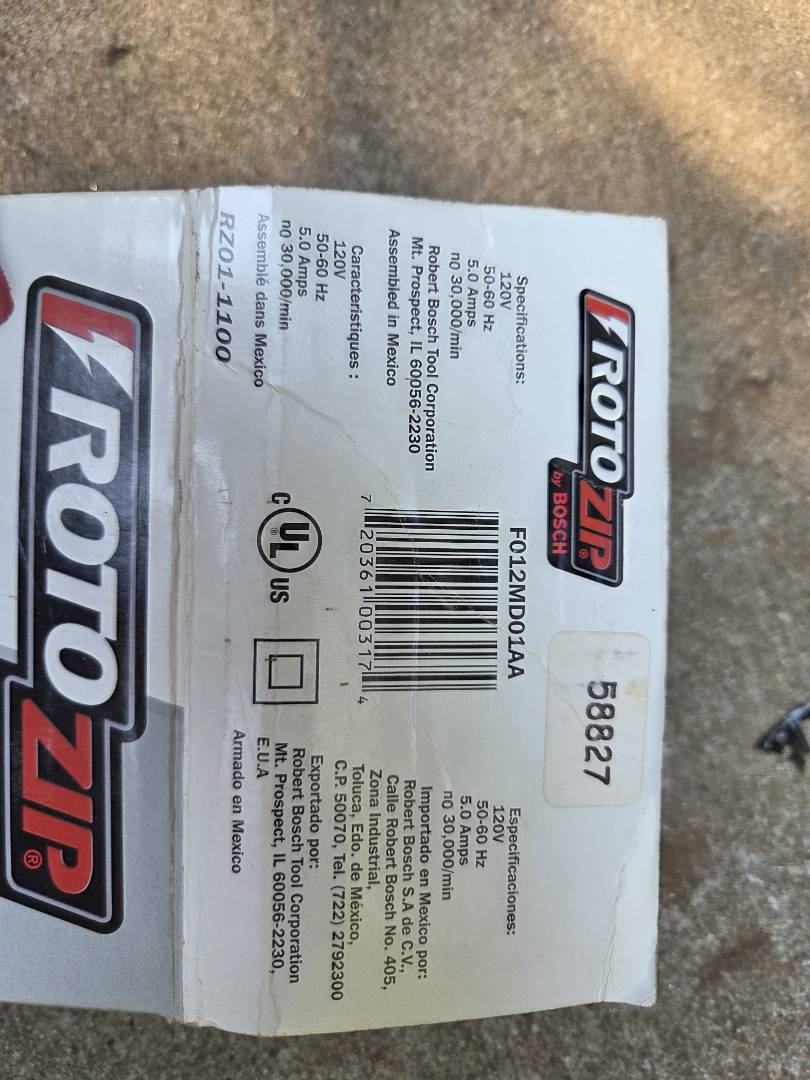 ROTOZIP®
by BOSCH
58827
Specifications:
120V
50-60 Hz
5.0 Amps
no 30,000/min
Robert Bosch Tool Corporation
Mt. Prospect, IL 60056-2230
Assembled in Mexico
Caracteristiques :
120V
50-60 Hz
5.0 Amps
no 30,000/min
Assemblé dans Mexico
RZ01-1100
F012MD01AA
7 20361 00317 4
C UL® US
Especificaciones:
120V
50-60 Hz
5.0 Amps
no 30,000/min
Importado en Mexico por:
Robert Bosch S.A de C.V.,
Calle Robert Bosch No. 405,
Zona Industrial,
Toluca, Edo. de México,
C.P. 50070, Tel. (722) 2792300
Exportado por:
Robert Bosch Tool Corporation
Mt. Prospect, IL 60056-2230,
E.U.A
Armado en Mexico
ROTOZIP®